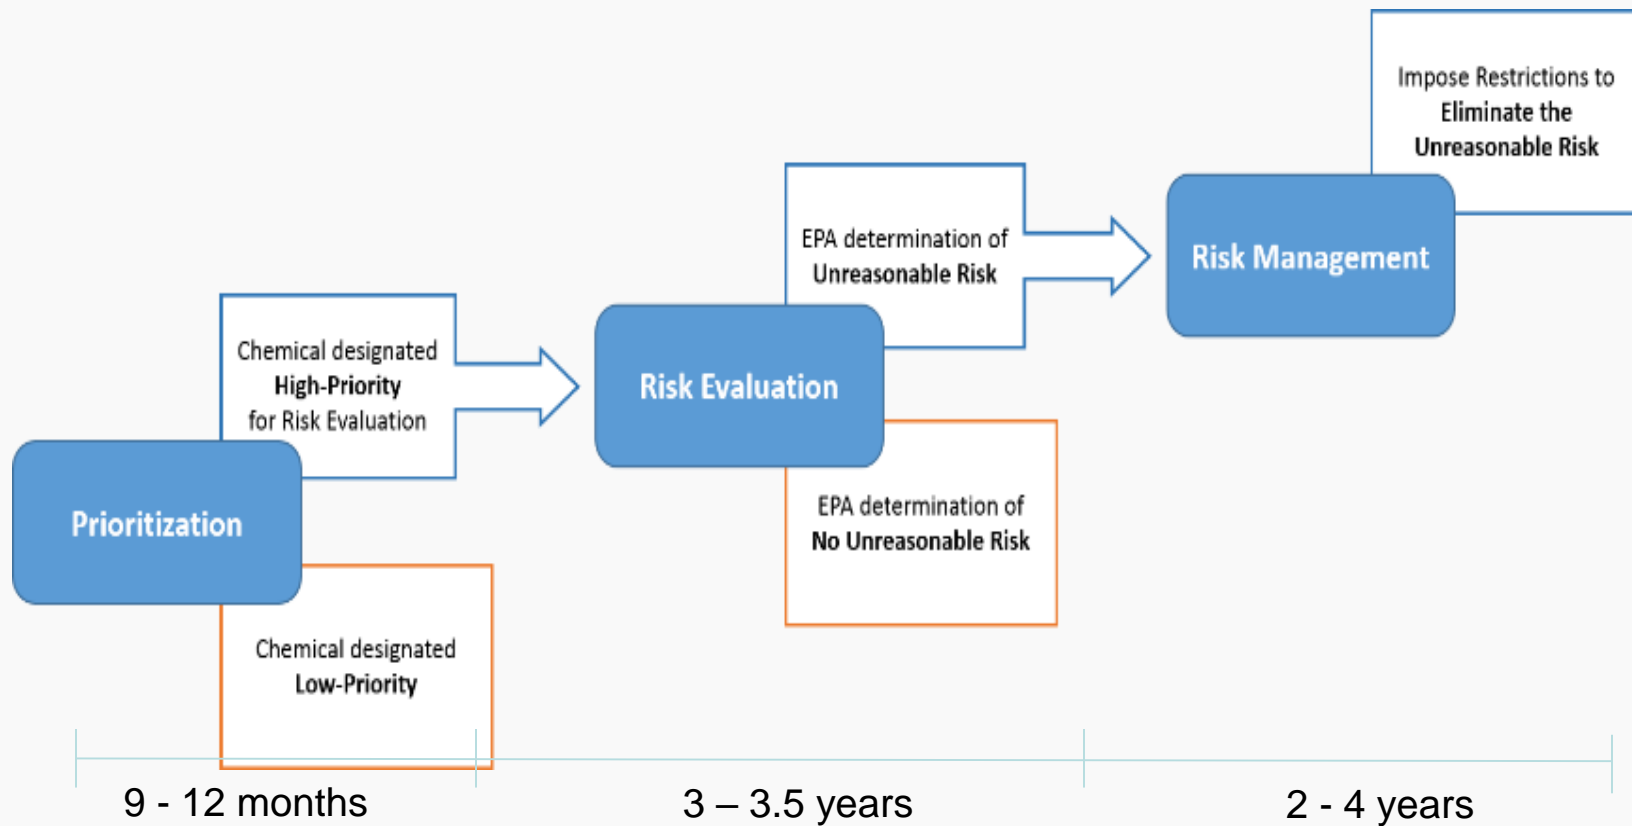 Prioritization
Chemical designated
High-Priority
for Risk Evaluation
Chemical designated
Low-Priority
Risk Evaluation
EPA determination of
Unreasonable Risk
EPA determination of
No Unreasonable Risk
Risk Management
Impose Restrictions to
Eliminate the
Unreasonable Risk
9 - 12 months
3 – 3.5 years
2 - 4 years